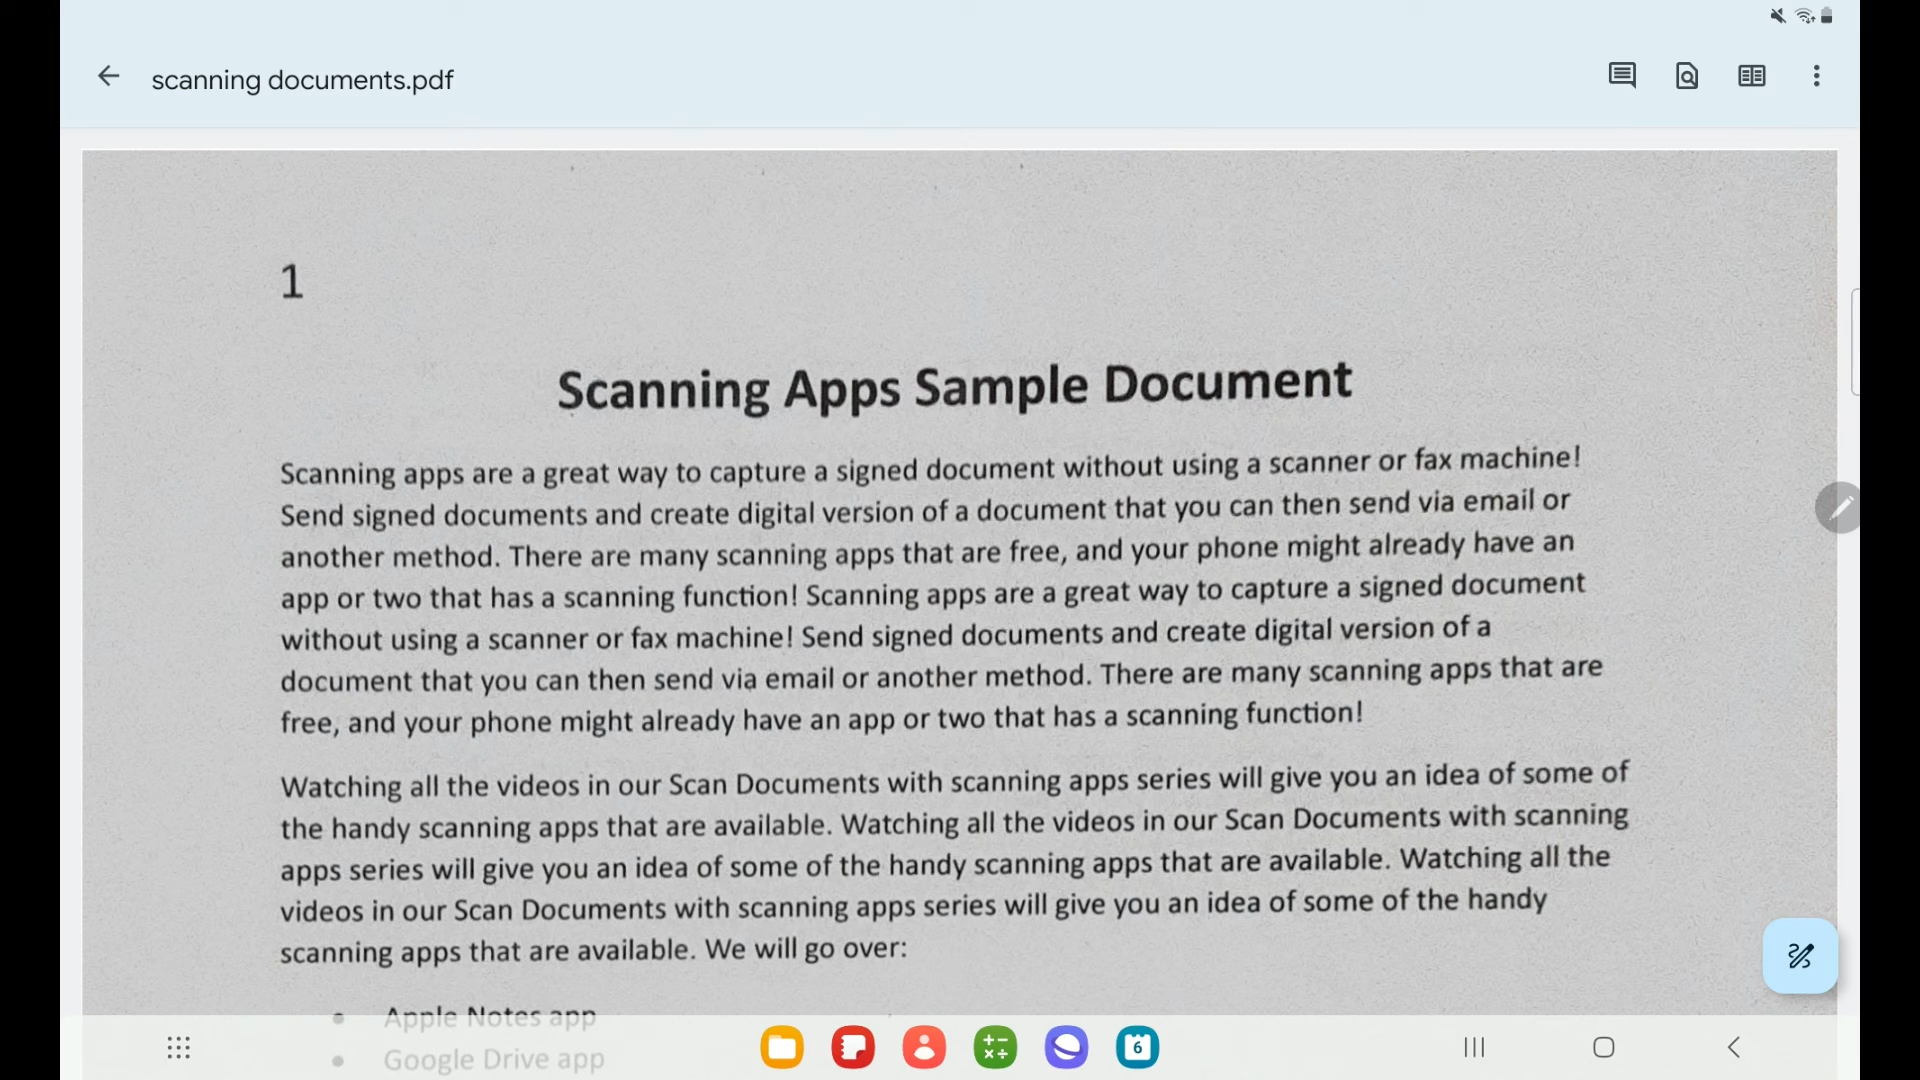 scanning documents.pdf
1
Scanning Apps Sample Document
Scanning apps are a great way to capture a signed document without using a scanner or fax machine!
Send signed documents and create digital version of a document that you can then send via email or
another method. There are many scanning apps that are free, and your phone might already have an
app or two that has a scanning function! Scanning apps are a great way to capture a signed document
without using a scanner or fax machine! Send signed documents and create digital version of a
document that you can then send via email or another method. There are many scanning apps that are
free, and your phone might already have an app or two that has a scanning function!
Watching all the videos in our Scan Documents with scanning apps series will give you an idea of some of
the handy scanning apps that are available. Watching all the videos in our Scan Documents with scanning
apps series will give you an idea of some of the handy scanning apps that are available. Watching all the
videos in our Scan Documents with scanning apps series will give you an idea of some of the handy
scanning apps that are available. We will go over:
• Apple Notes app
• Google Drive app
6